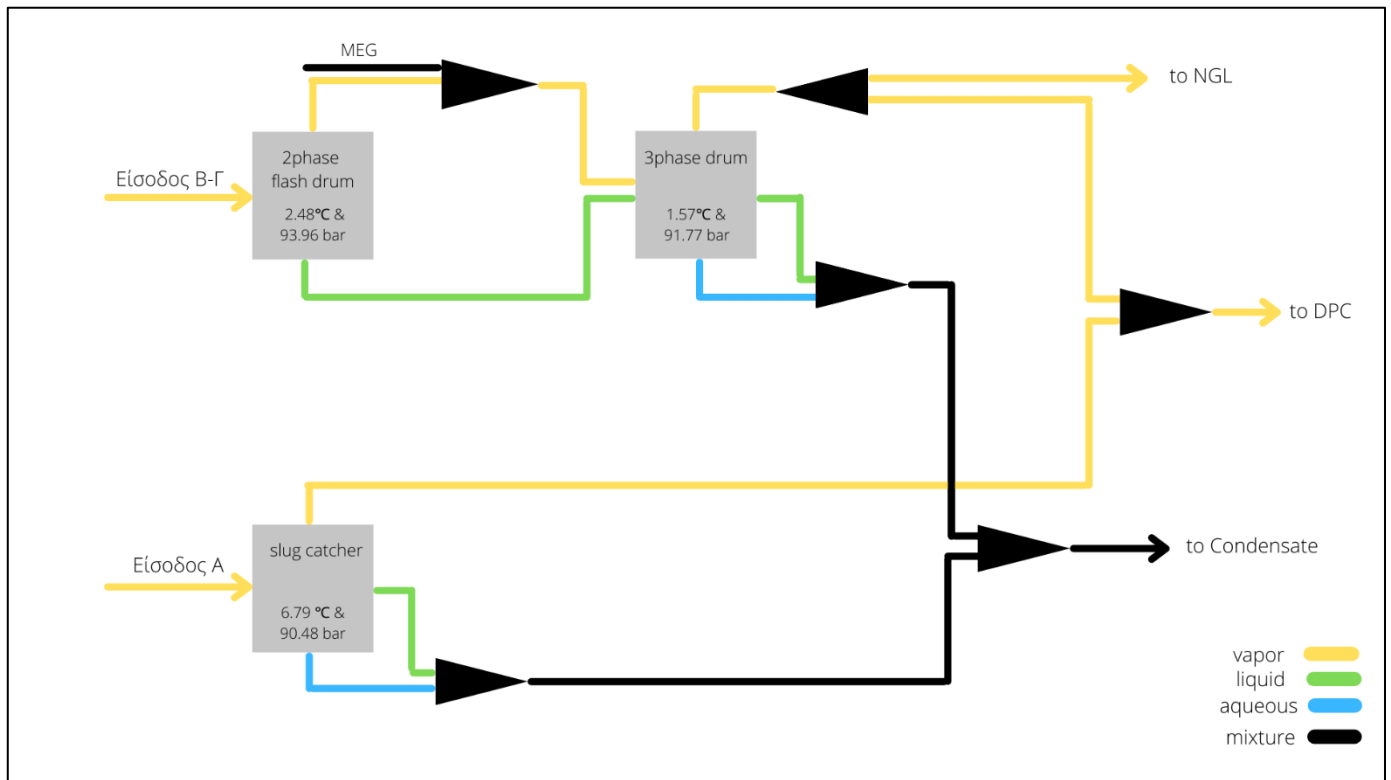 MEG
to NGL
2phase
flash drum
2.48℃ &
93.96 bar
3phase drum
1.57℃ &
91.77 bar
Είσοδος Β-Γ
to DPC
slug catcher
6.79 ℃ &
90.48 bar
Είσοδος Α
to Condensate
vapor
liquid
aqueous
mixture